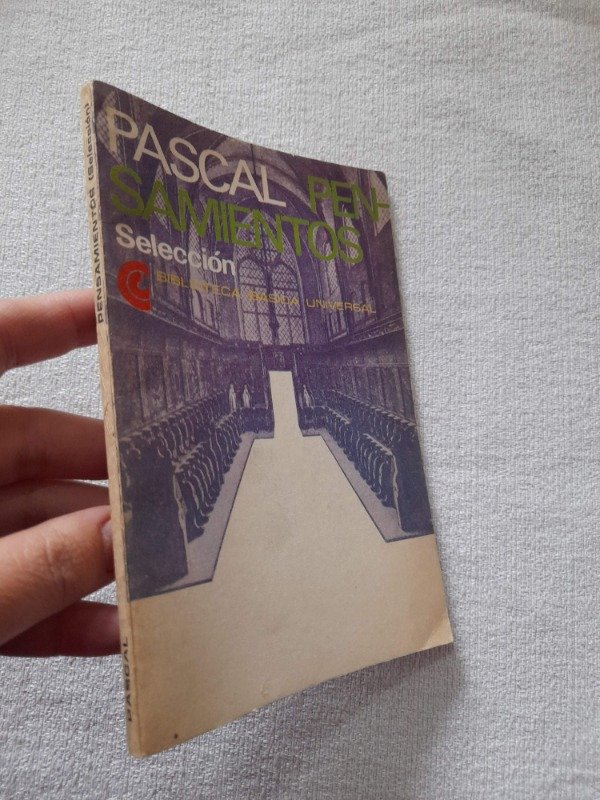 PASCAL PEN-
SAMIENTOS
Selección
BIBLIOTECA BASICA UNIVERSAL
PENSAMIENTOS (Selección)
PASCAL